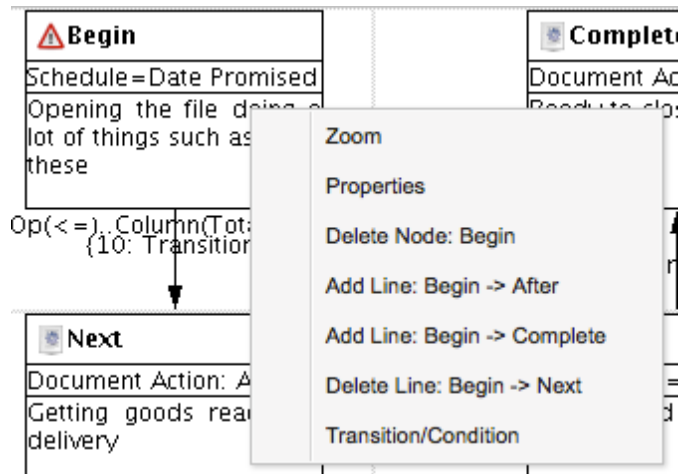 Begin
Complete
Schedule=Date Promised
Document Ac
Opening the file doing
lot of things such as
these
Zoom
Properties
Delete Node: Begin
Add Line: Begin -> After
Add Line: Begin -> Complete
Delete Line: Begin -> Next
Transition/Condition
Op(<=)..Column(Tot
{10: Transition
Next
Document Action: A
Getting goods rea
delivery